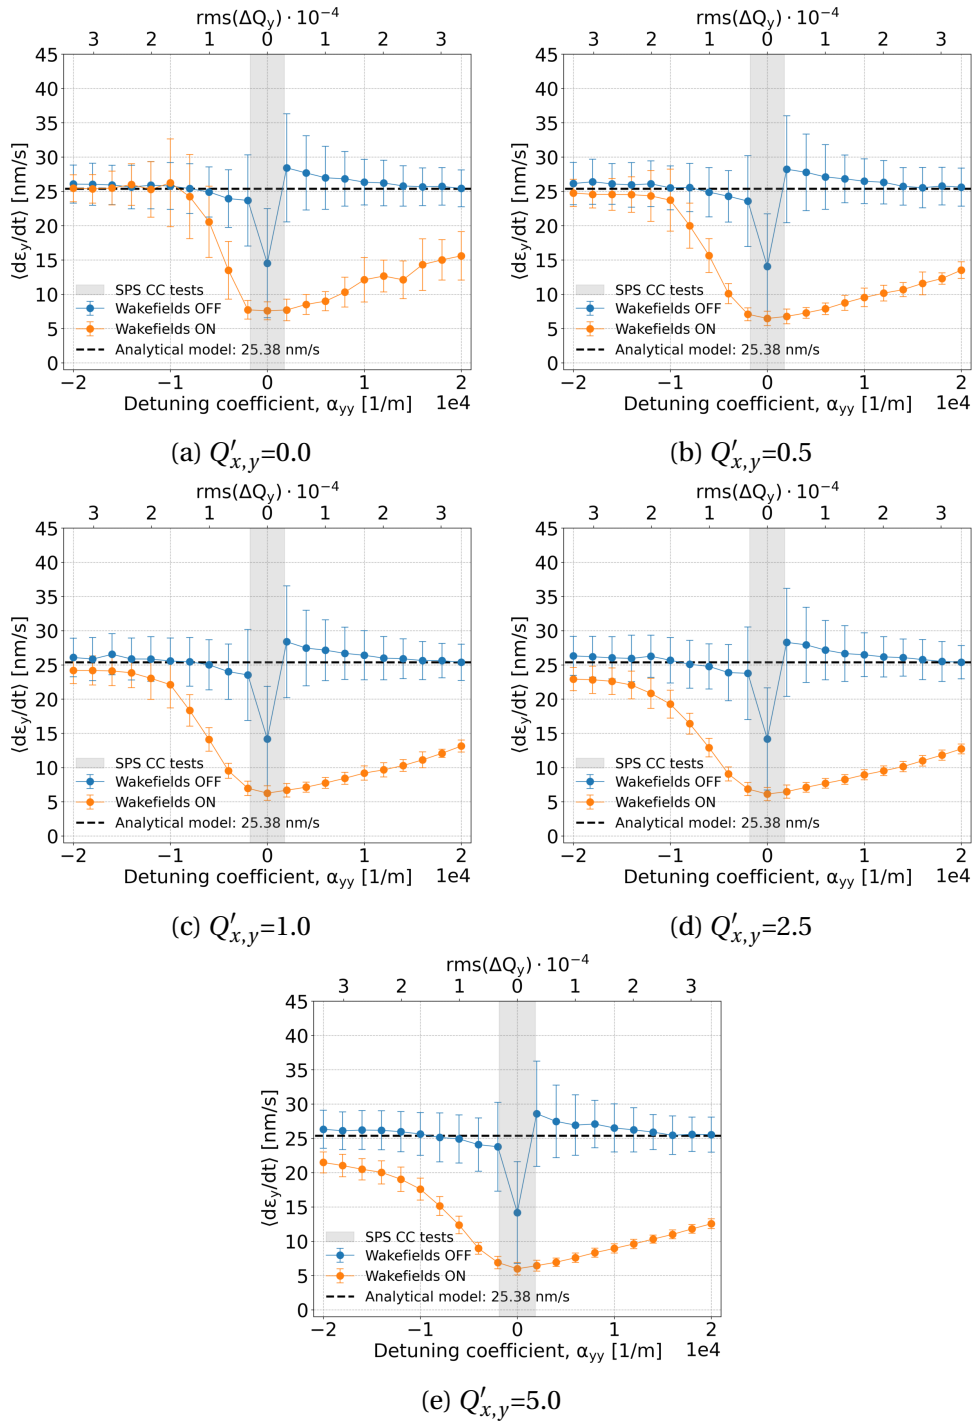 rms(ΔQy) · 10−4
3 2 1 0 1 2 3
45
40
35
30
25
20
15
10
5
0
⟨dεy/dt⟩ [nm/s]
SPS CC tests
Wakefields OFF
Wakefields ON
Analytical model: 25.38 nm/s
−2 −1 0 1 2
1e4
Detuning coefficient, αyy [1/m]
(a) Q′x,y=0.0
rms(ΔQy) · 10−4
3 2 1 0 1 2 3
45
40
35
30
25
20
15
10
5
0
⟨dεy/dt⟩ [nm/s]
SPS CC tests
Wakefields OFF
Wakefields ON
Analytical model: 25.38 nm/s
−2 −1 0 1 2
1e4
Detuning coefficient, αyy [1/m]
(b) Q′x,y=0.5
rms(ΔQy) · 10−4
3 2 1 0 1 2 3
45
40
35
30
25
20
15
10
5
0
⟨dεy/dt⟩ [nm/s]
SPS CC tests
Wakefields OFF
Wakefields ON
Analytical model: 25.38 nm/s
−2 −1 0 1 2
1e4
Detuning coefficient, αyy [1/m]
(c) Q′x,y=1.0
rms(ΔQy) · 10−4
3 2 1 0 1 2 3
45
40
35
30
25
20
15
10
5
0
⟨dεy/dt⟩ [nm/s]
SPS CC tests
Wakefields OFF
Wakefields ON
Analytical model: 25.38 nm/s
−2 −1 0 1 2
1e4
Detuning coefficient, αyy [1/m]
(d) Q′x,y=2.5
rms(ΔQy) · 10−4
3 2 1 0 1 2 3
45
40
35
30
25
20
15
10
5
0
⟨dεy/dt⟩ [nm/s]
SPS CC tests
Wakefields OFF
Wakefields ON
Analytical model: 25.38 nm/s
−2 −1 0 1 2
1e4
Detuning coefficient, αyy [1/m]
(e) Q′x,y=5.0